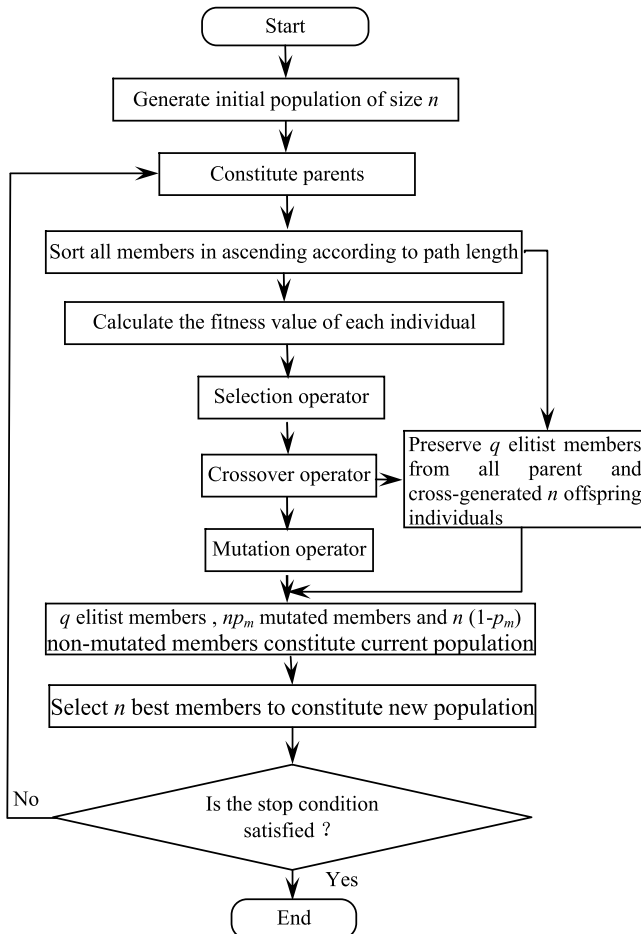 Start
Generate initial population of size n
Constitute parents
Sort all members in ascending according to path length
Calculate the fitness value of each individual
Selection operator
Crossover operator
Preserve q elitist members
from all parent and
cross-generated n offspring
individuals
Mutation operator
q elitist members , npm mutated members and n (1-pm)
non-mutated members constitute current population
Select n best members to constitute new population
No
Is the stop condition
satisfied ?
Yes
End